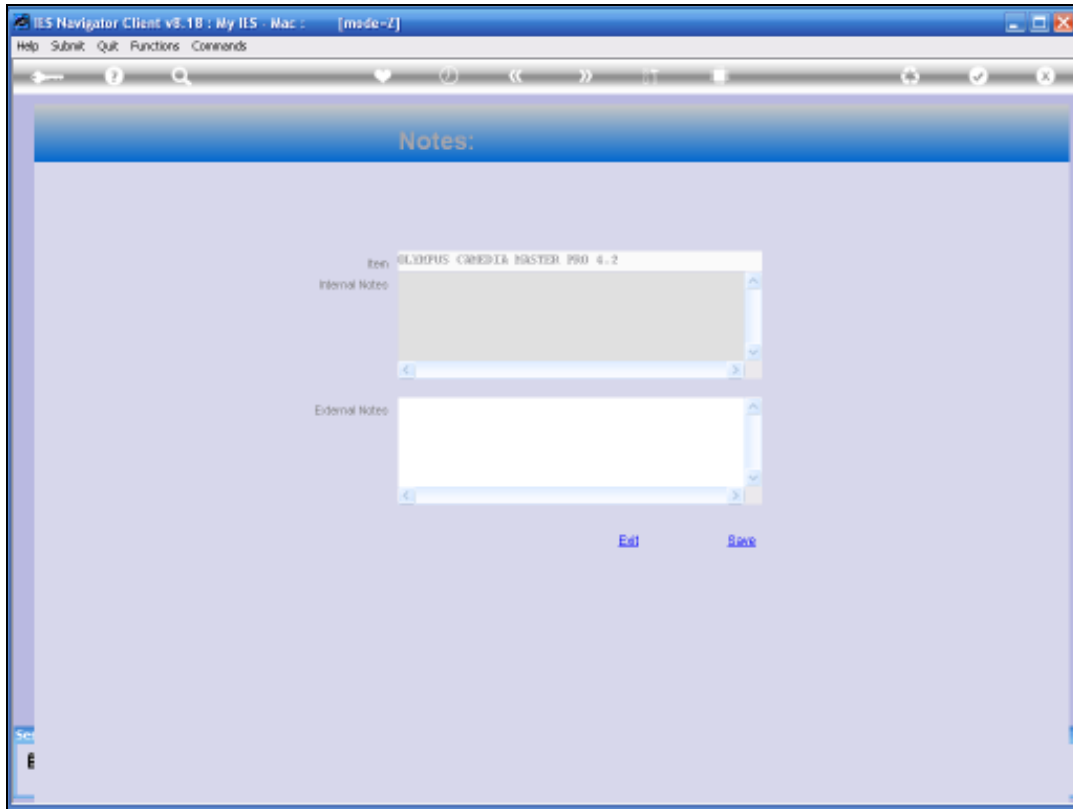 IES Navigator Client v8.1B : My IES - Mac : [mode=Z]
Help Submit Quit Functions Commands
Notes:
Item OLYMPUS CAMEDIA MASTER PRO 4.2
Internal Notes
External Notes
Exit Save